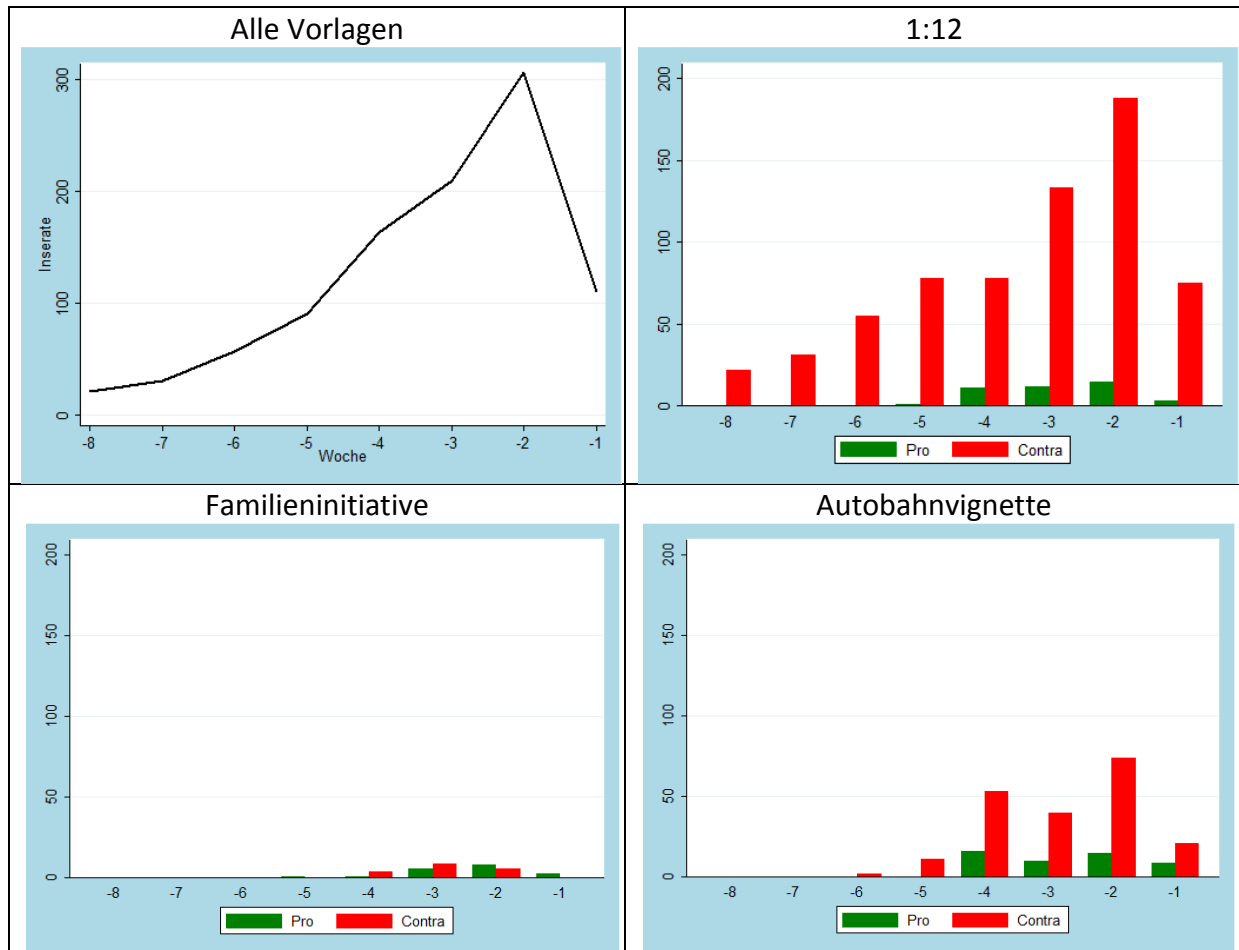 Alle Vorlagen
300
200
100
0
Inserate
-8 -7 -6 -5 -4 -3 -2 -1
Woche
1:12
200
150
100
50
0
-8 -7 -6 -5 -4 -3 -2 -1
Pro Contra
Familieninitiative
200
150
100
50
0
-8 -7 -6 -5 -4 -3 -2 -1
Pro Contra
Autobahnvignette
200
150
100
50
0
-8 -7 -6 -5 -4 -3 -2 -1
Pro Contra